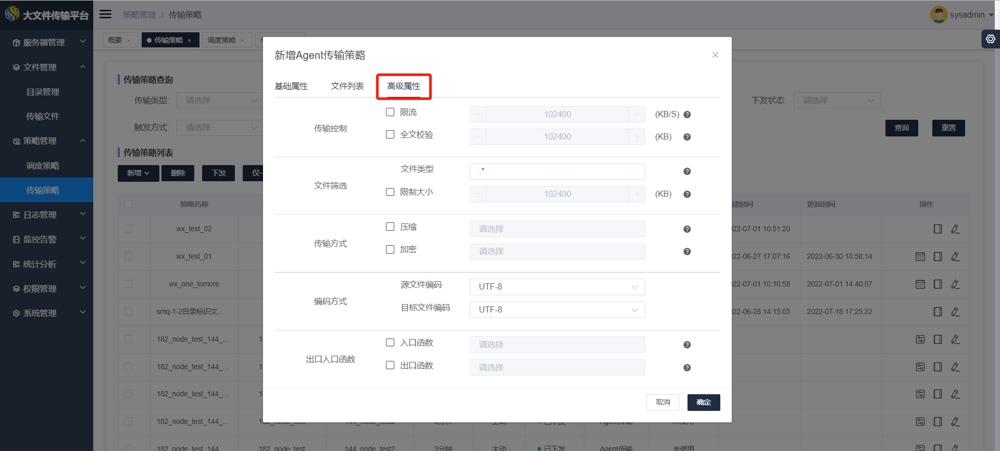 大文件传输平台
策略管理 / 传输策略
sysadmin
服务器管理
文件管理
目录管理
传输文件
策略管理
调度策略
传输策略
日志管理
监控告警
统计分析
权限管理
系统管理
概要 ×
传输策略 ×
调度策略 ×
传输策略查询
传输类型: 请选择
下发状态: 请选择
触发方式: 请选择
查询 重置
传输策略列表
新增 删除 下发
策略名称 更新时间 操作
wx_test_02 22-07-01 10:51:20
wx_test_01 22-06-27 17:07:16 2022-06-30 10:58:14
wx_one_tomore 22-07-01 10:10:58 2022-07-01 14:40:57
smq-1-2目录标识文... 22-06-28 14:15:03 2022-07-18 17:25:22
182_node_test_144_...
182_node_test_144_...
182_node_test_144_...
182_node_test_144_...
182_node_test_144 182_node_test 144_node_test2 3分钟 主动 已下发 Agent传输 未使用
新增Agent传输策略
基础属性 文件列表 高级属性
传输控制
限流 − 102400 + (KB/S) ?
全文校验 − 102400 + (KB) ?
文件筛选
文件类型 .* ?
限制大小 − 102400 + (KB) ?
传输方式
压缩 请选择 ?
加密 请选择 ?
编码方式
源文件编码 UTF-8
目标文件编码 UTF-8
出口入口函数
入口函数 请选择 ?
出口函数 请选择 ?
取消 确定